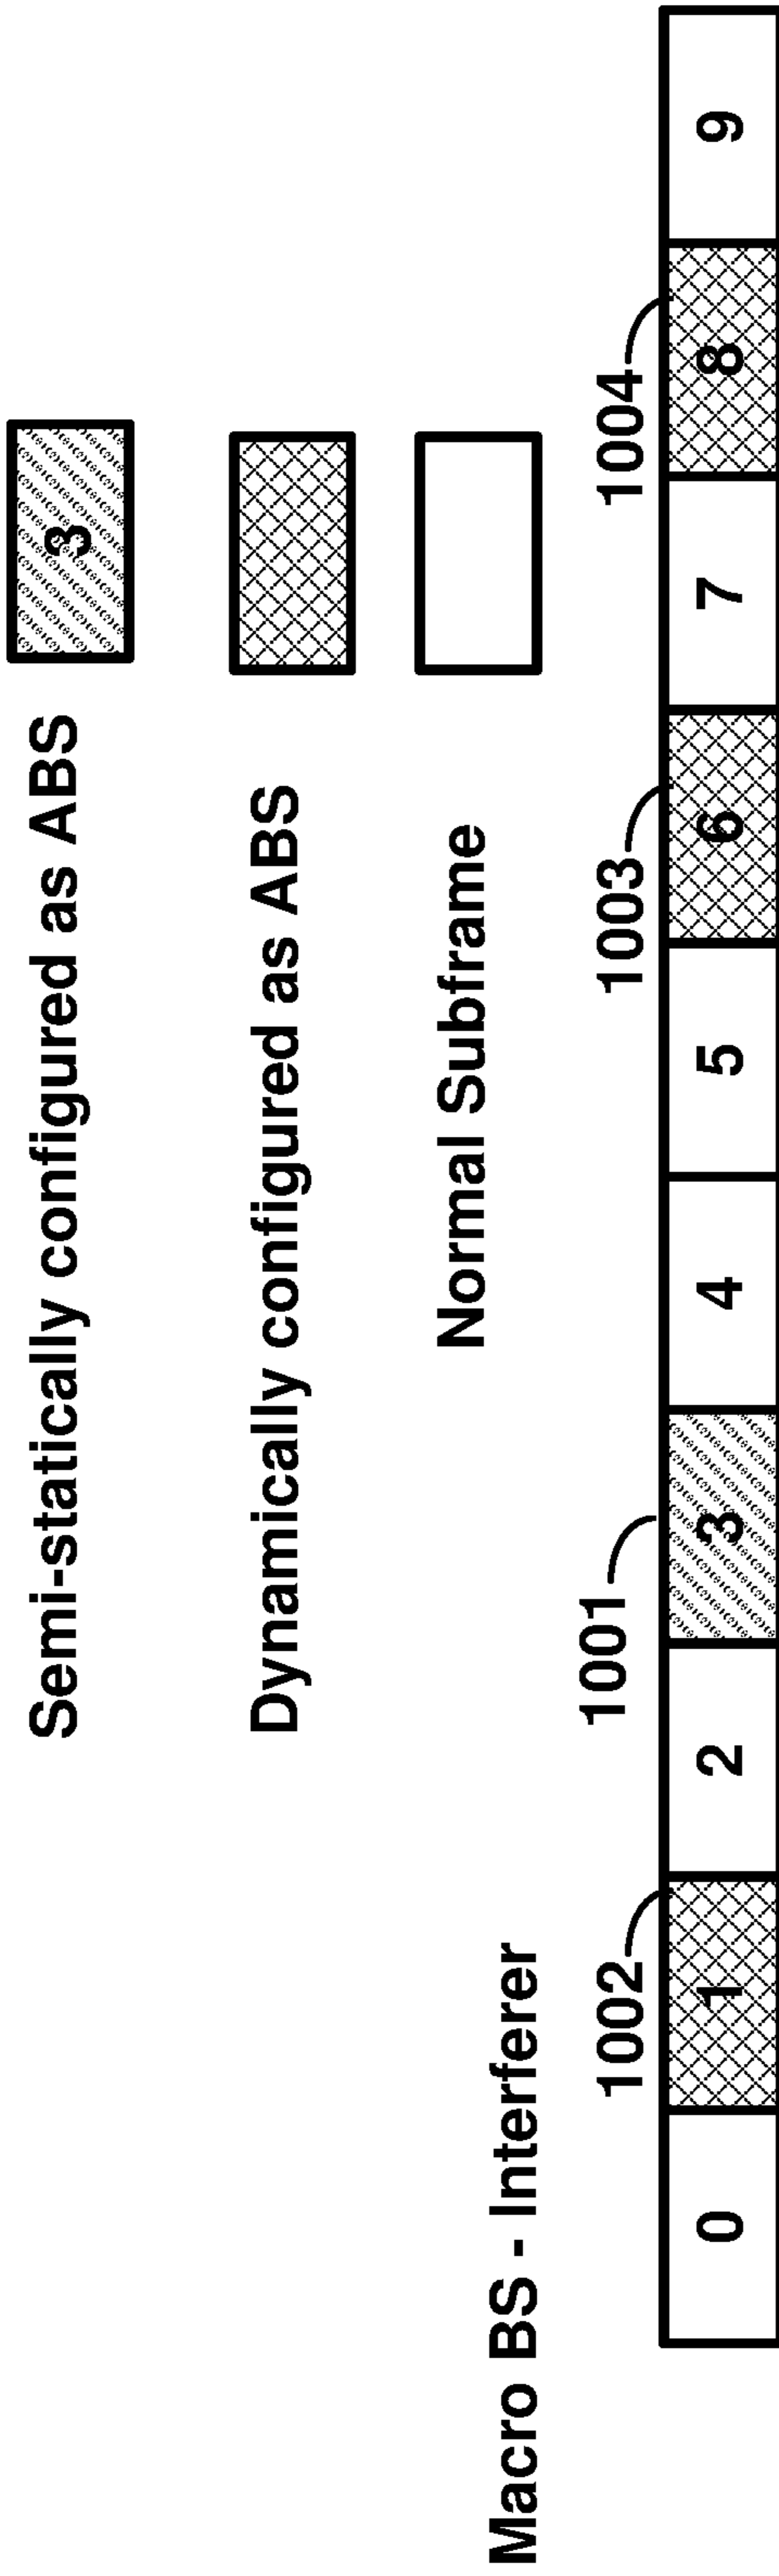 Semi-statically configured as ABS 3
Dynamically configured as ABS
Normal Subframe
Macro BS - Interferer
1002 1001 1003 1004
0 1 2 3 4 5 6 7 8 9